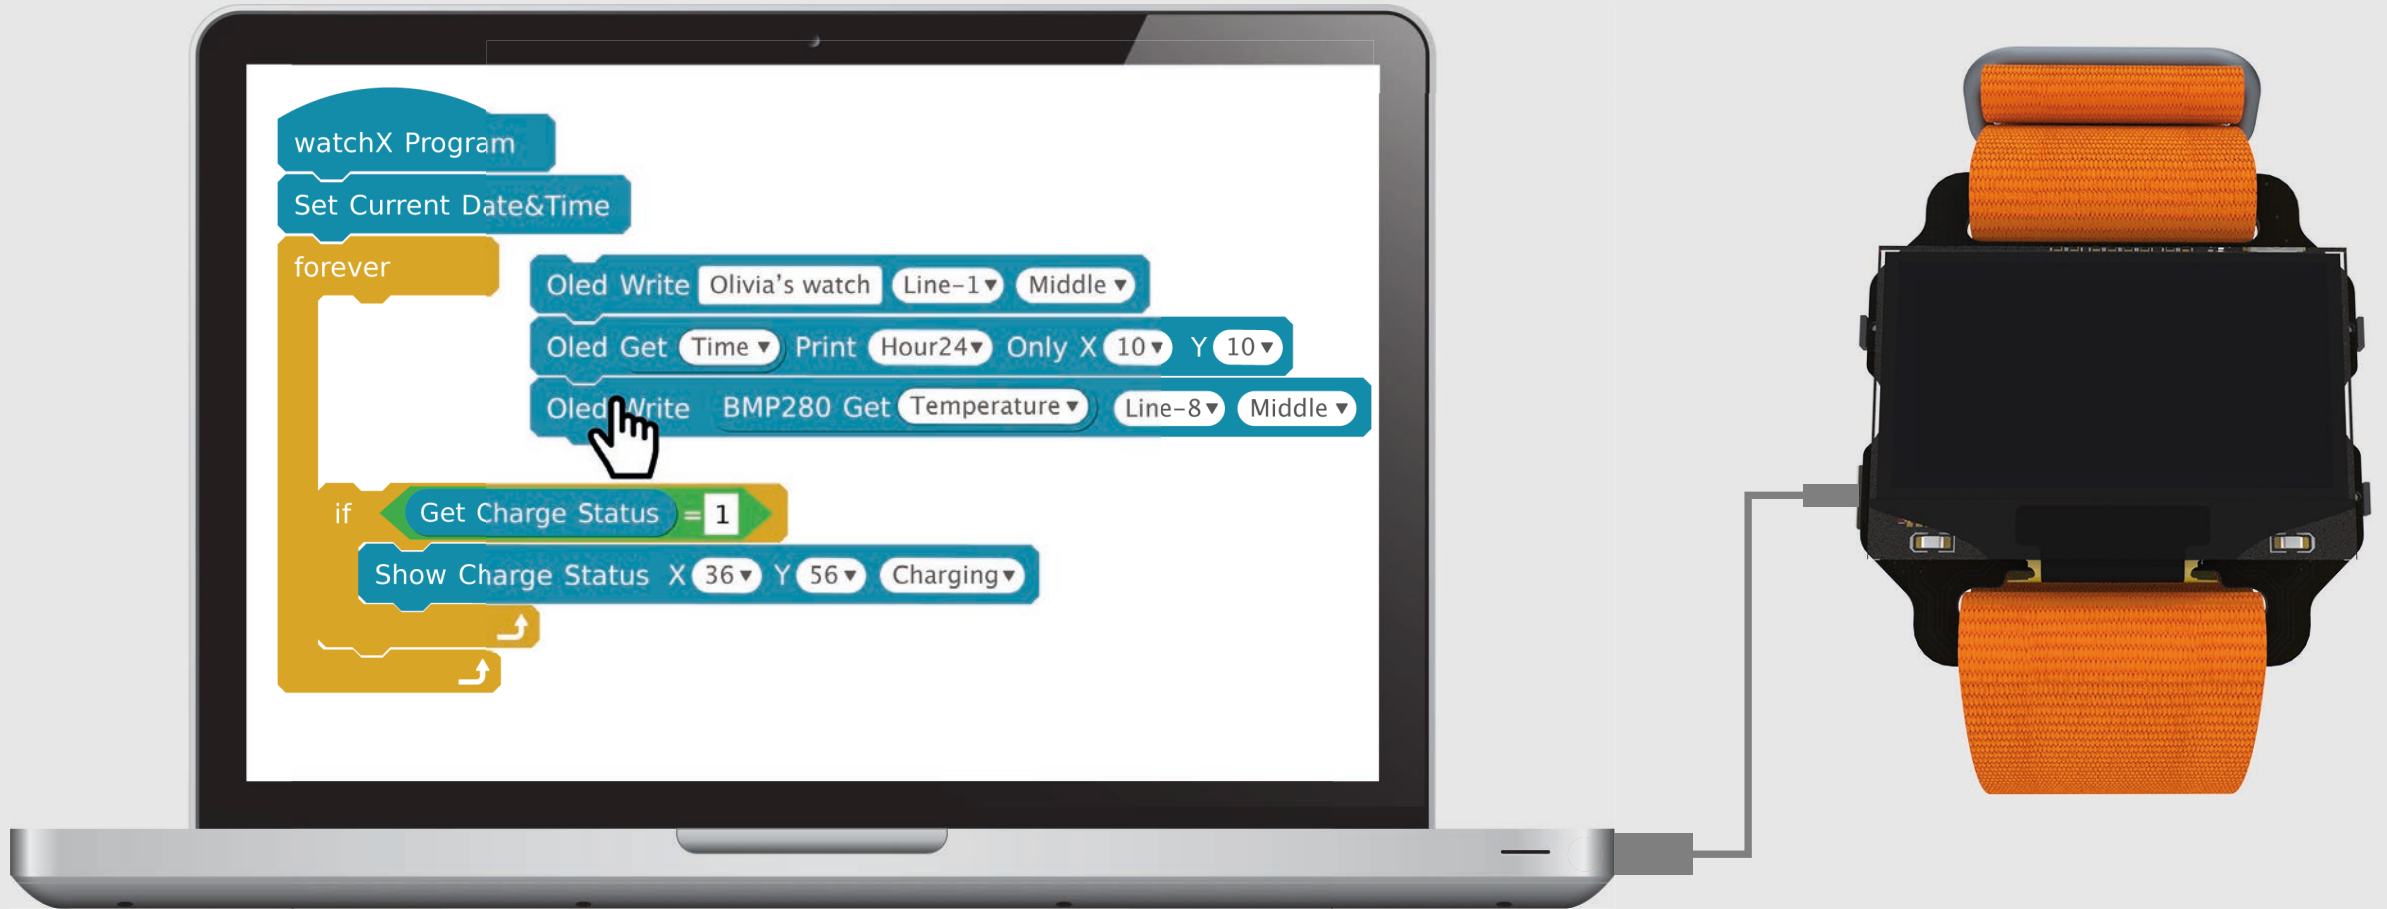 watchX Program
Set Current Date&Time
forever
Oled Write Olivia's watch Line-1 Middle
Oled Get Time Print Hour24 Only X 10 Y 10
Oled Write BMP280 Get Temperature Line-8 Middle
if Get Charge Status = 1
Show Charge Status X 36 Y 56 Charging